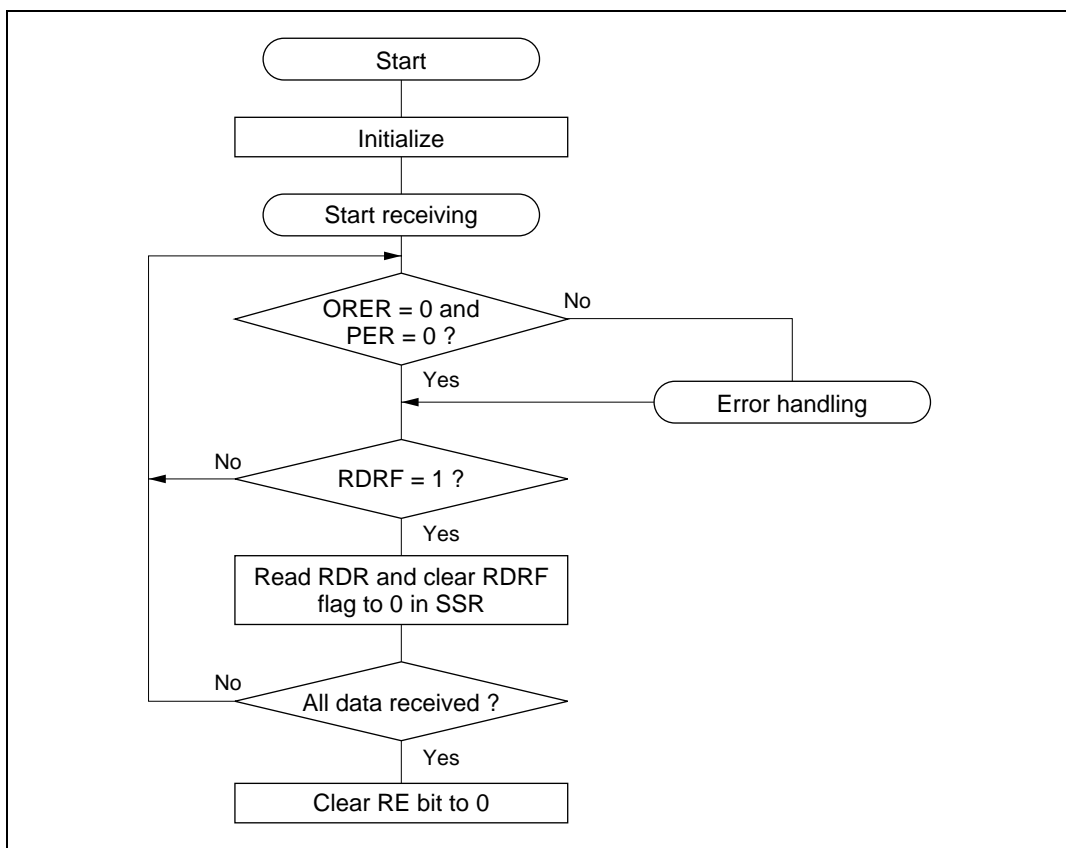 Start
Initialize
Start receiving
ORER = 0 and
PER = 0 ?
No
Yes
Error handling
No
RDRF = 1 ?
Yes
Read RDR and clear RDRF
flag to 0 in SSR
No
All data received ?
Yes
Clear RE bit to 0